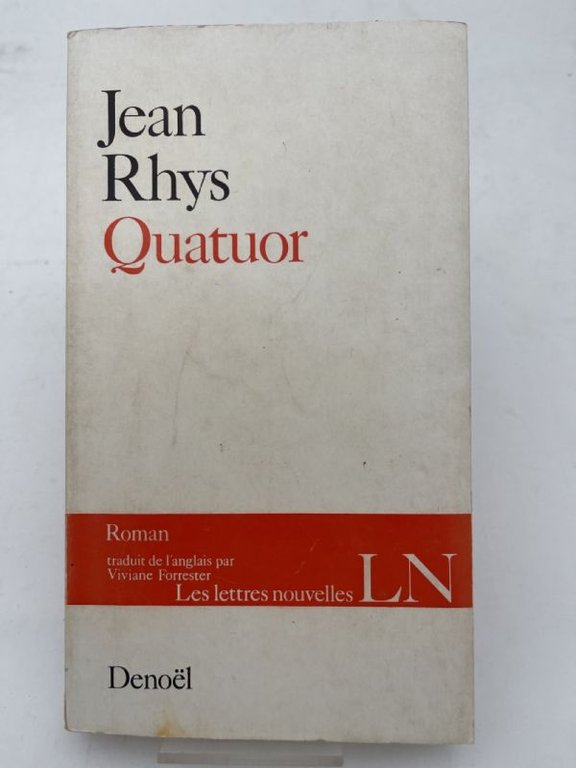 Jean
Rhys
Quatuor
Roman
traduit de l'anglais par
Viviane Forrester
Les lettres nouvelles LN
Denoël